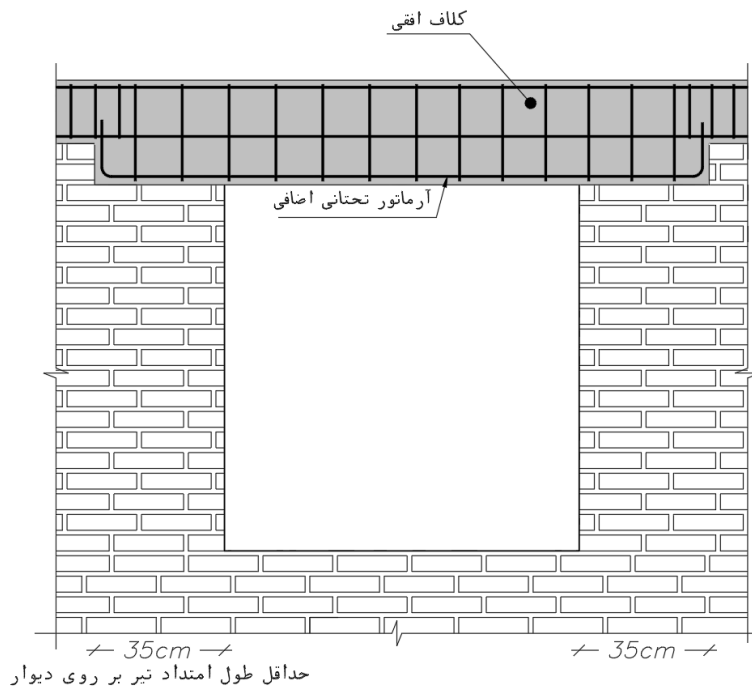 کلاف افقی
آرماتور تحتانی اضافی
35cm
35cm
حداقل طول امتداد تیر بر روی دیوار